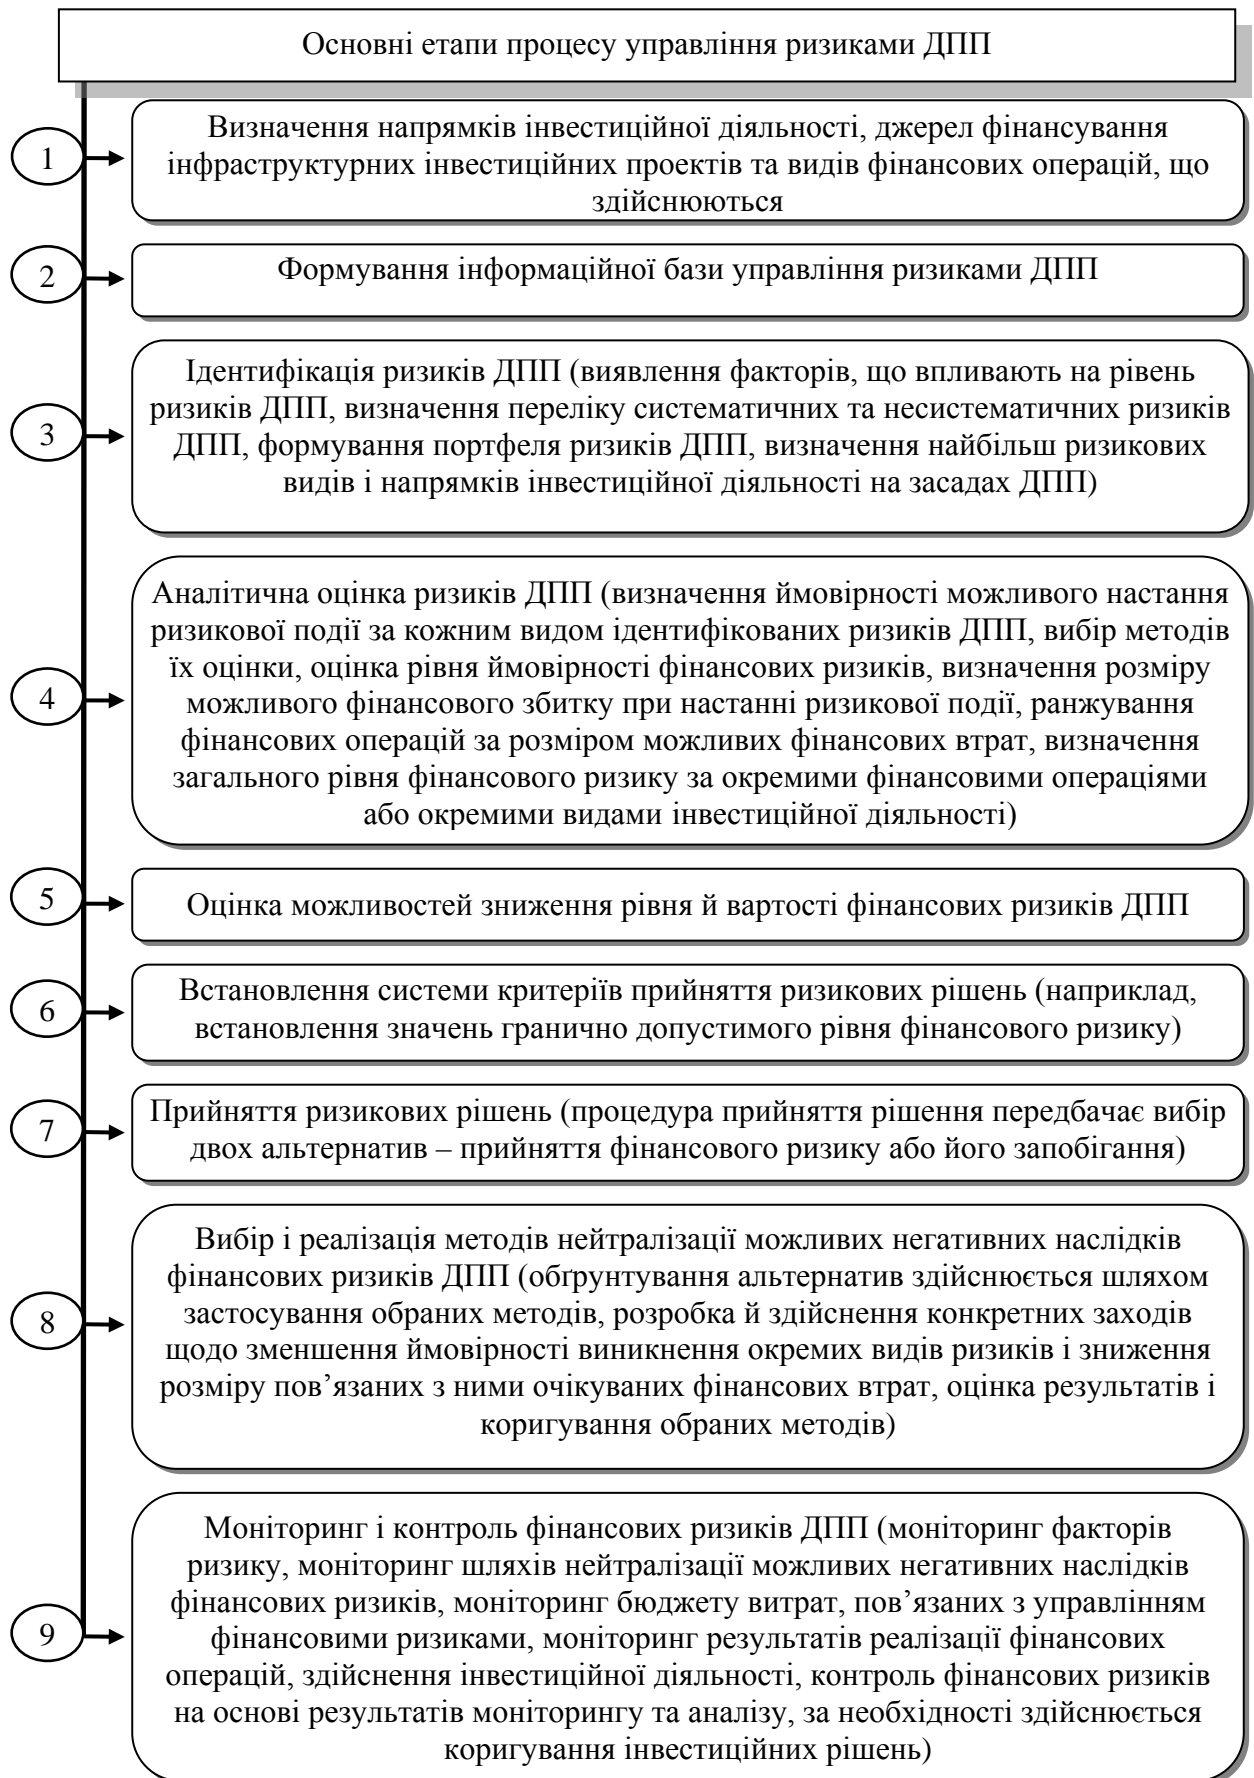 Основні етапи процесу управління ризиками ДПП
1
Визначення напрямків інвестиційної діяльності, джерел фінансування
інфраструктурних інвестиційних проектів та видів фінансових операцій, що
здійснюються
2
Формування інформаційної бази управління ризиками ДПП
3
Ідентифікація ризиків ДПП (виявлення факторів, що впливають на рівень
ризиків ДПП, визначення переліку систематичних та несистематичних ризиків
ДПП, формування портфеля ризиків ДПП, визначення найбільш ризикових
видів і напрямків інвестиційної діяльності на засадах ДПП)
4
Аналітична оцінка ризиків ДПП (визначення ймовірності можливого настання
ризикової події за кожним видом ідентифікованих ризиків ДПП, вибір методів
їх оцінки, оцінка рівня ймовірності фінансових ризиків, визначення розміру
можливого фінансового збитку при настанні ризикової події, ранжування
фінансових операцій за розміром можливих фінансових втрат, визначення
загального рівня фінансового ризику за окремими фінансовими операціями
або окремими видами інвестиційної діяльності)
5
Оцінка можливостей зниження рівня й вартості фінансових ризиків ДПП
6
Встановлення системи критеріїв прийняття ризикових рішень (наприклад,
встановлення значень гранично допустимого рівня фінансового ризику)
7
Прийняття ризикових рішень (процедура прийняття рішення передбачає вибір
двох альтернатив – прийняття фінансового ризику або його запобігання)
8
Вибір і реалізація методів нейтралізації можливих негативних наслідків
фінансових ризиків ДПП (обґрунтування альтернатив здійснюється шляхом
застосування обраних методів, розробка й здійснення конкретних заходів
щодо зменшення ймовірності виникнення окремих видів ризиків і зниження
розміру пов’язаних з ними очікуваних фінансових втрат, оцінка результатів і
коригування обраних методів)
9
Моніторинг і контроль фінансових ризиків ДПП (моніторинг факторів
ризику, моніторинг шляхів нейтралізації можливих негативних наслідків
фінансових ризиків, моніторинг бюджету витрат, пов’язаних з управлінням
фінансовими ризиками, моніторинг результатів реалізації фінансових
операцій, здійснення інвестиційної діяльності, контроль фінансових ризиків
на основі результатів моніторингу та аналізу, за необхідності здійснюється
коригування інвестиційних рішень)